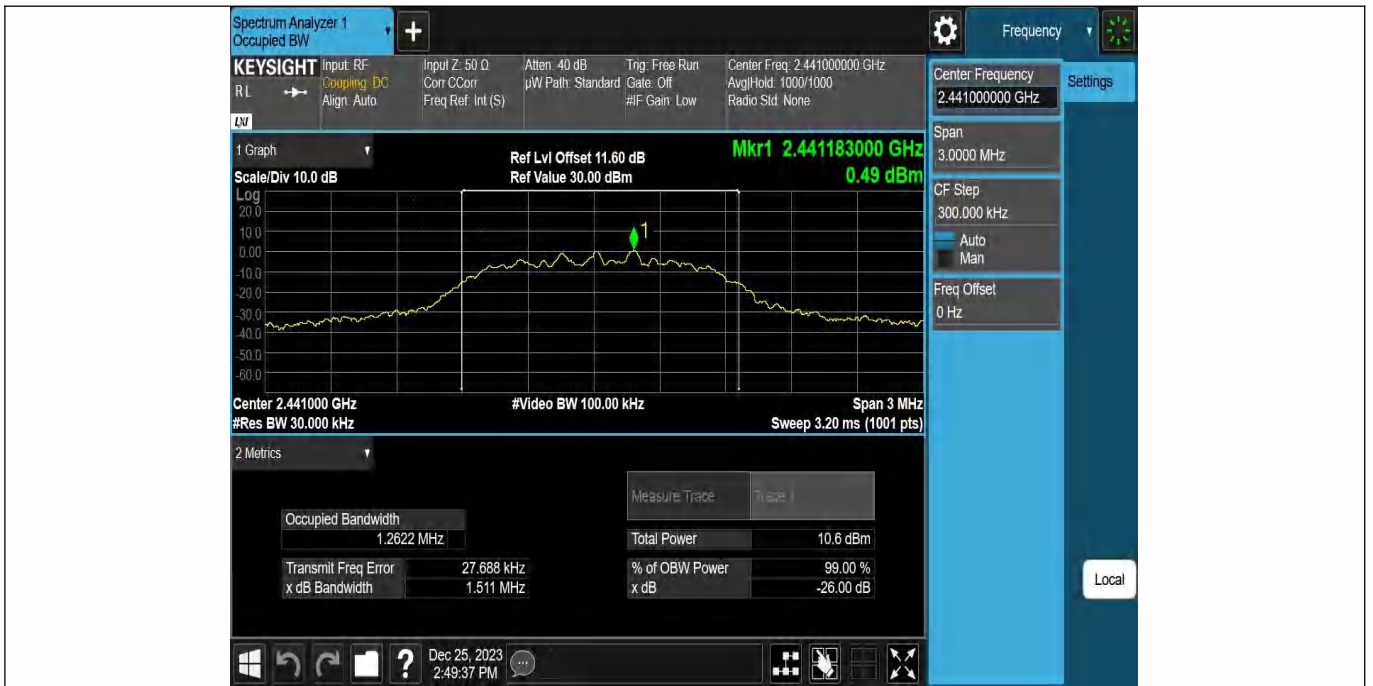 Spectrum Analyzer 1
Occupied BW
+
Frequency
KEYSIGHT
RL
LXI
Input: RF
Coupling: DC
Align: Auto
Input Z: 50 Ω
Corr CCorr
Freq Ref: Int (S)
Atten: 40 dB
µW Path: Standard
Trig: Free Run
Gate: Off
#IF Gain: Low
Center Freq: 2.441000000 GHz
Avg|Hold: 1000/1000
Radio Std: None
Center Frequency
2.441000000 GHz
Settings
Span
3.0000 MHz
CF Step
300.000 kHz
Auto
Man
Freq Offset
0 Hz
Local
1 Graph
Scale/Div 10.0 dB
Ref Lvl Offset 11.60 dB
Ref Value 30.00 dBm
Mkr1 2.441183000 GHz
0.49 dBm
Log
20.0
10.0
0.00
-10.0
-20.0
-30.0
-40.0
-50.0
-60.0
1
Center 2.441000 GHz
#Res BW 30.000 kHz
#Video BW 100.00 kHz
Span 3 MHz
Sweep 3.20 ms (1001 pts)
2 Metrics
Measure Trace Trace 1
Occupied Bandwidth
1.2622 MHz
Total Power 10.6 dBm
Transmit Freq Error 27.688 kHz
% of OBW Power 99.00 %
x dB Bandwidth 1.511 MHz
x dB -26.00 dB
?
Dec 25, 2023
2:49:37 PM